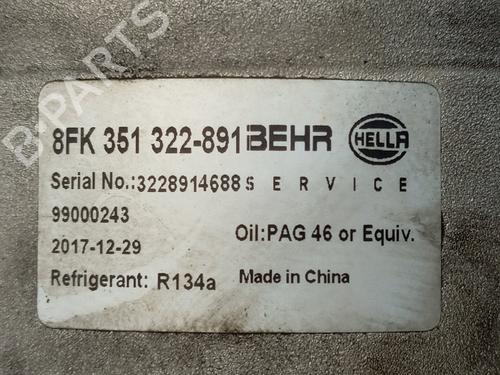 B-PARTS
8FK 351 322-891 BEHR HELLA
Serial No.:3228914688 SERVICE
99000243
2017-12-29 Oil:PAG 46 or Equiv.
Refrigerant: R134a Made in China